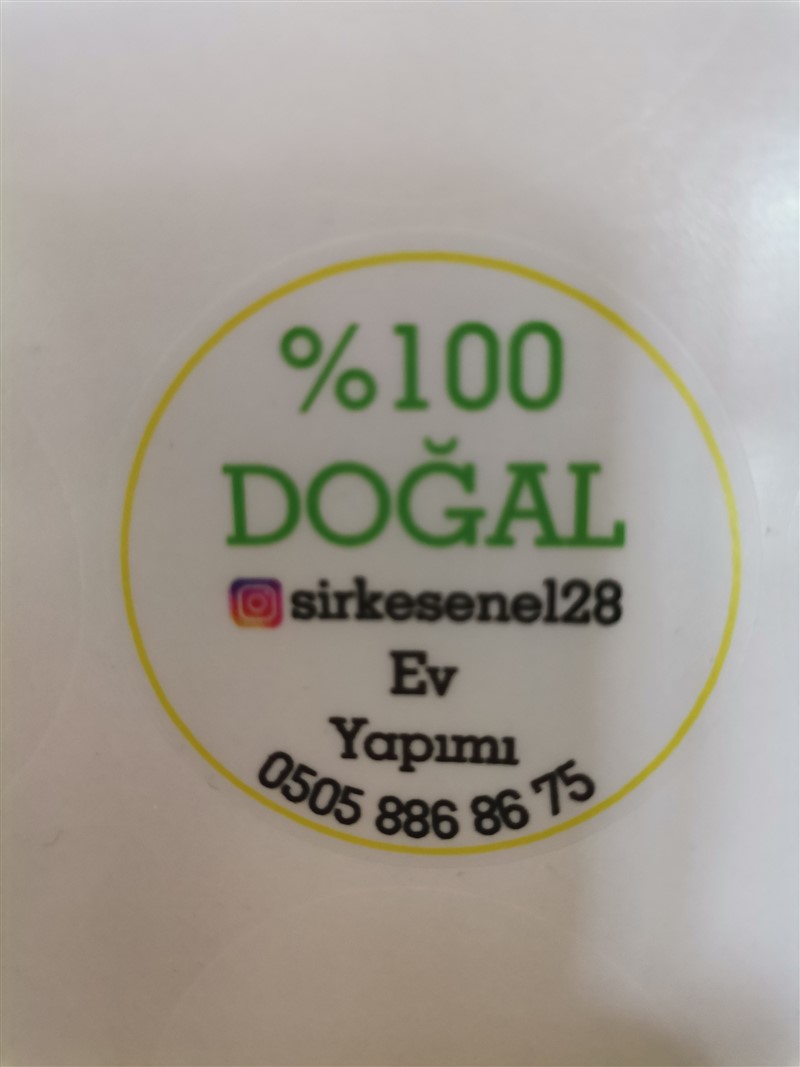 %100
DOĞAL
sirkesenel28
Ev
Yapımı
0505 886 86 75